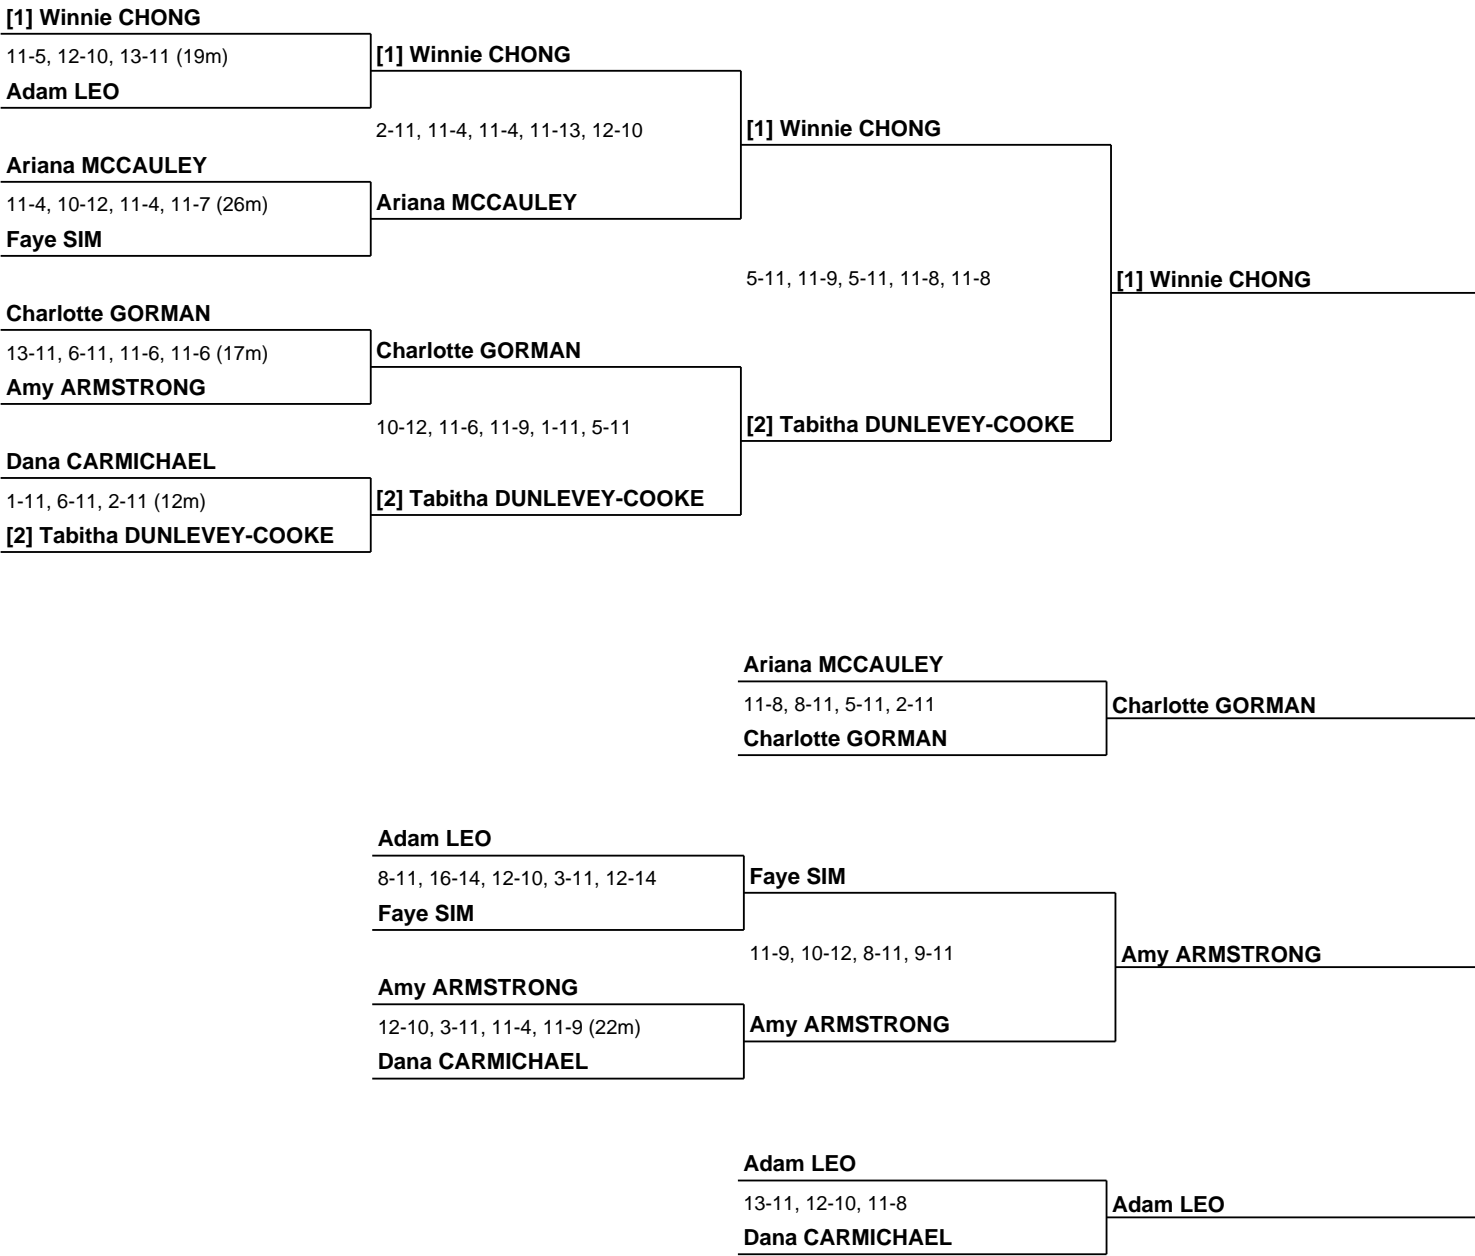 [1] Winnie CHONG
11-5, 12-10, 13-11 (19m)
[1] Winnie CHONG
Adam LEO
2-11, 11-4, 11-4, 11-13, 12-10
[1] Winnie CHONG
Ariana MCCAULEY
11-4, 10-12, 11-4, 11-7 (26m)
Ariana MCCAULEY
Faye SIM
5-11, 11-9, 5-11, 11-8, 11-8
[1] Winnie CHONG
Charlotte GORMAN
13-11, 6-11, 11-6, 11-6 (17m)
Charlotte GORMAN
Amy ARMSTRONG
10-12, 11-6, 11-9, 1-11, 5-11
[2] Tabitha DUNLEVEY-COOKE
Dana CARMICHAEL
1-11, 6-11, 2-11 (12m)
[2] Tabitha DUNLEVEY-COOKE
[2] Tabitha DUNLEVEY-COOKE
Ariana MCCAULEY
11-8, 8-11, 5-11, 2-11
Charlotte GORMAN
Charlotte GORMAN
Adam LEO
8-11, 16-14, 12-10, 3-11, 12-14
Faye SIM
Faye SIM
11-9, 10-12, 8-11, 9-11
Amy ARMSTRONG
Amy ARMSTRONG
12-10, 3-11, 11-4, 11-9 (22m)
Amy ARMSTRONG
Dana CARMICHAEL
Adam LEO
13-11, 12-10, 11-8
Adam LEO
Dana CARMICHAEL